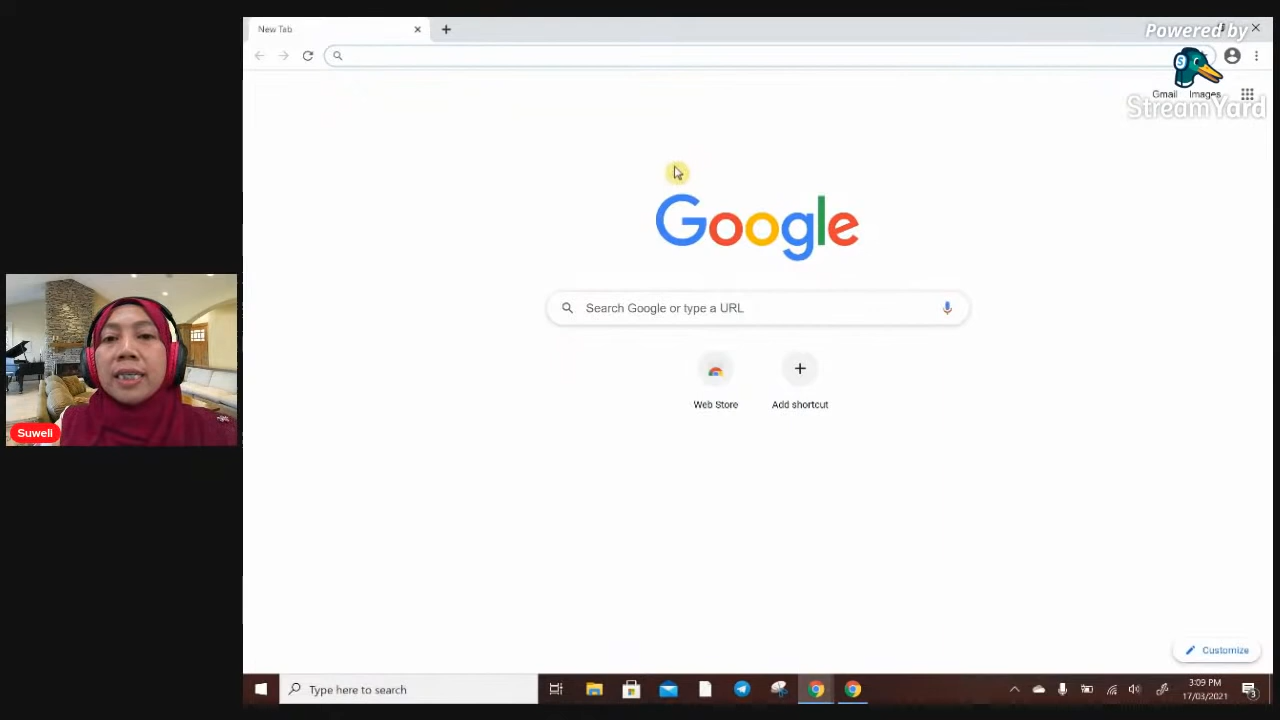 New Tab
Powered by
Gmail Images
StreamYard
Google
Search Google or type a URL
Web Store Add shortcut
Suweli
Customize
Type here to search
3:09 PM
17/03/2021
3